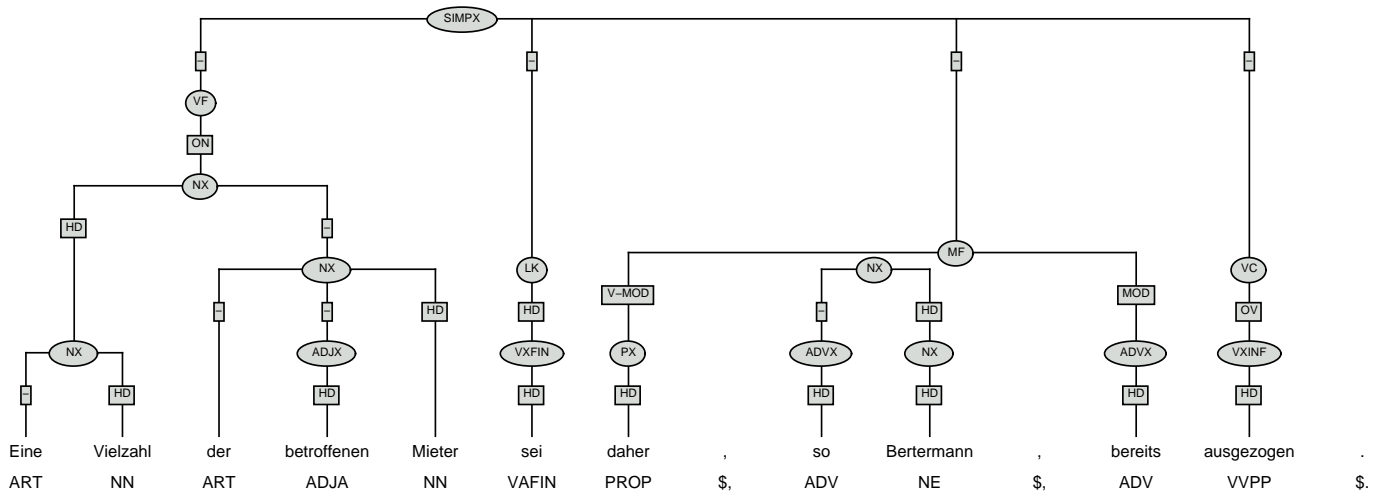 SIMPX
– – – –
VF
ON
NX
HD –
NX LK NX MF VC
– – HD HD V–MOD – HD MOD OV
NX ADJX VXFIN PX ADVX NX ADVX VXINF
– HD HD HD HD HD HD HD HD
Eine Vielzahl der betroffenen Mieter sei daher , so Bertermann , bereits ausgezogen .
ART NN ART ADJA NN VAFIN PROP $, ADV NE $, ADV VVPP $.